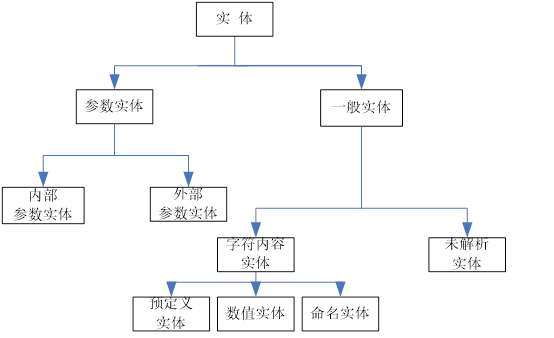 实 体
参数实体
一般实体
内部
参数实体
外部
参数实体
字符内容
实体
未解析
实体
预定义
实体
数值实体
命名实体